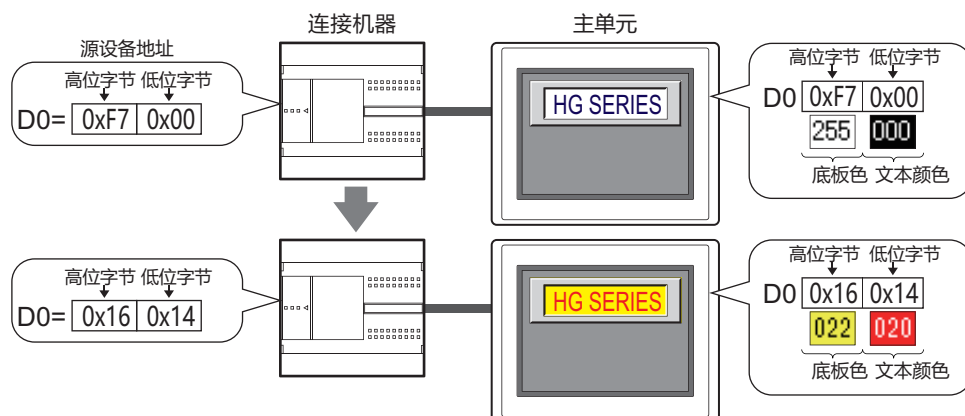 连接机器
主单元
源设备地址
高位字节 低位字节
D0= 0xF7 0x00
HG SERIES
高位字节 低位字节
D0 0xF7 0x00
255 000
底板色 文本颜色
高位字节 低位字节
D0= 0x16 0x14
HG SERIES
高位字节 低位字节
D0 0x16 0x14
022 020
底板色 文本颜色